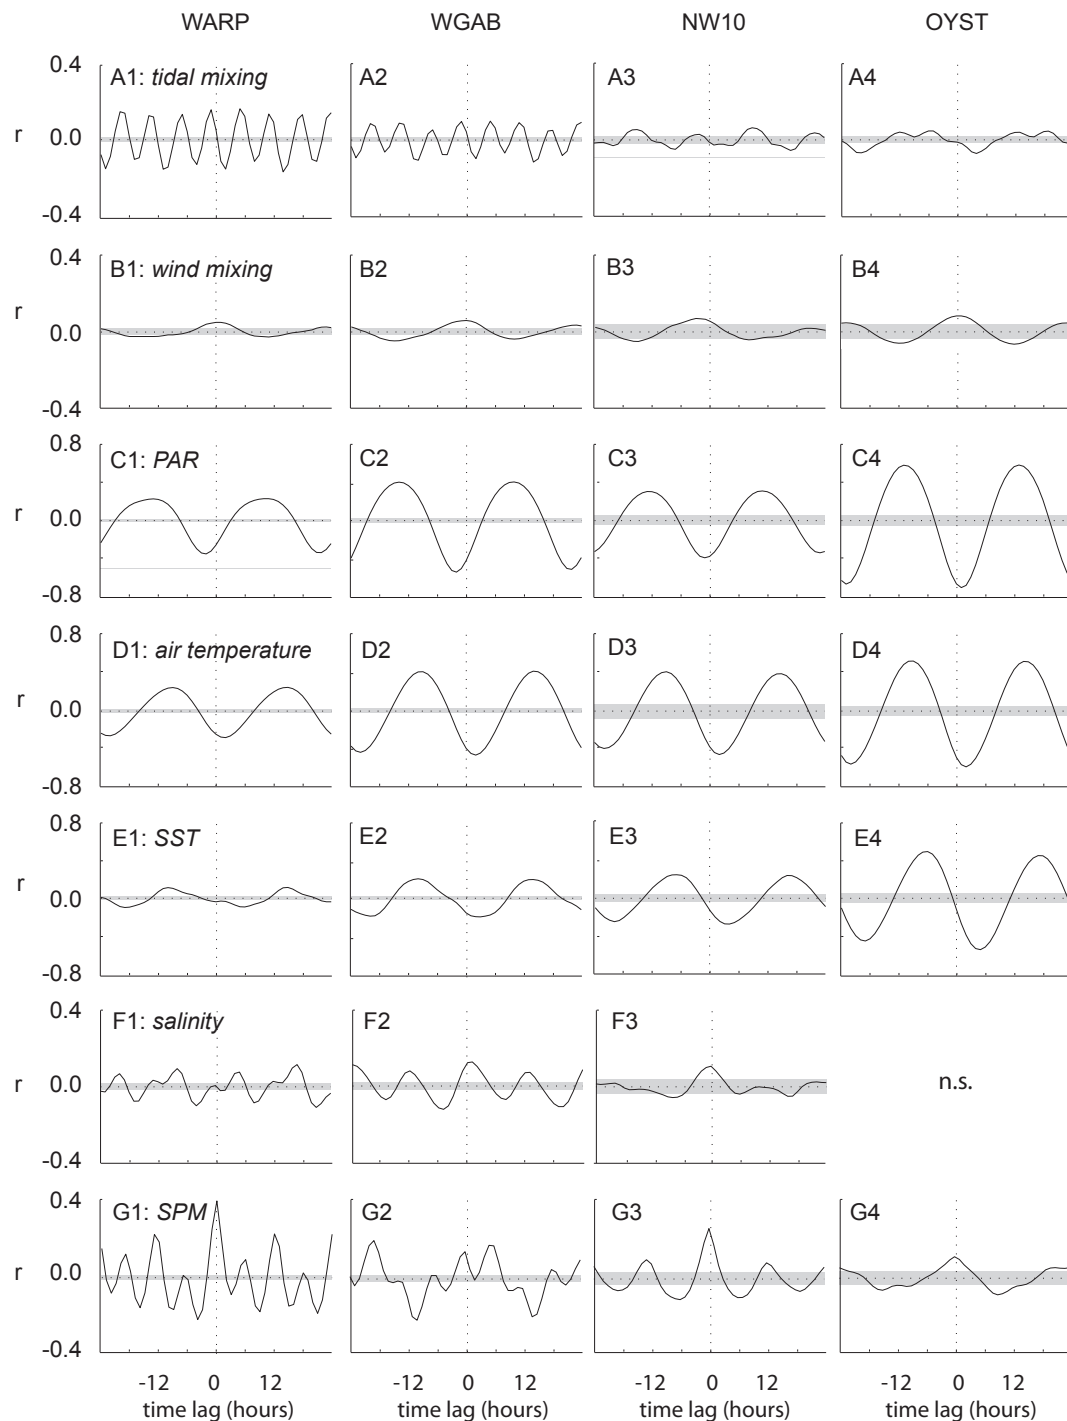 WARP WGAB NW10 OYST
0.4 A1: tidal mixing A2 A3 A4
r 0.0
-0.4
0.4 B1: wind mixing B2 B3 B4
r 0.0
-0.4
0.8 C1: PAR C2 C3 C4
r 0.0
-0.8
0.8 D1: air temperature D2 D3 D4
r 0.0
-0.8
0.8 E1: SST E2 E3 E4
r 0.0
-0.8
0.4 F1: salinity F2 F3
r 0.0 n.s.
-0.4
0.4 G1: SPM G2 G3 G4
r 0.0
-0.4
-12 0 12 -12 0 12 -12 0 12 -12 0 12
time lag (hours) time lag (hours) time lag (hours) time lag (hours)